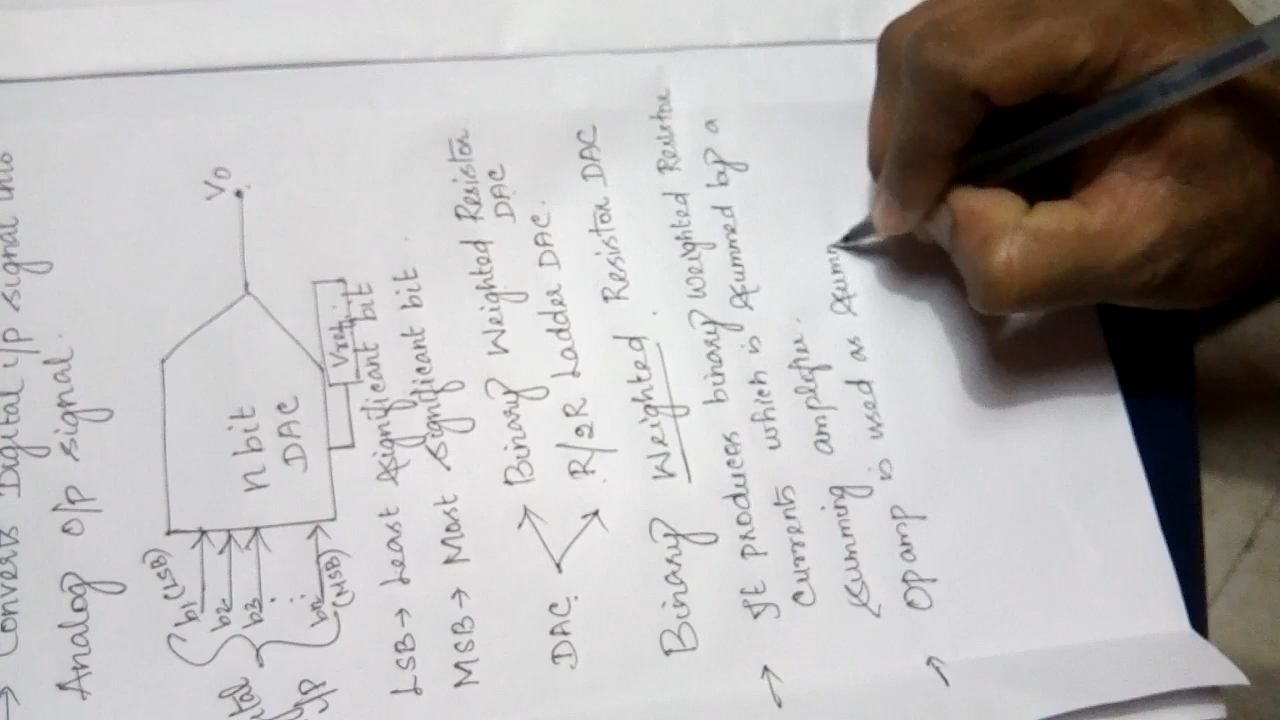 → Converts Digital i/p signal into
Analog O/p signal.
b1 (LSB)
b2
b3
(MSB)
i/p
n bit
DAC
Vo
Vref
LSB → Least significant bit
MSB → Most significant bit.
DAC → Binary Weighted Resistor
DAC
→ R/2R Ladder DAC.
Binary Weighted Resistor DAC
→ It produces binary weighted Resistor
Currents which is summed by a
Summing amplifier.
→ Opamp is used as summ